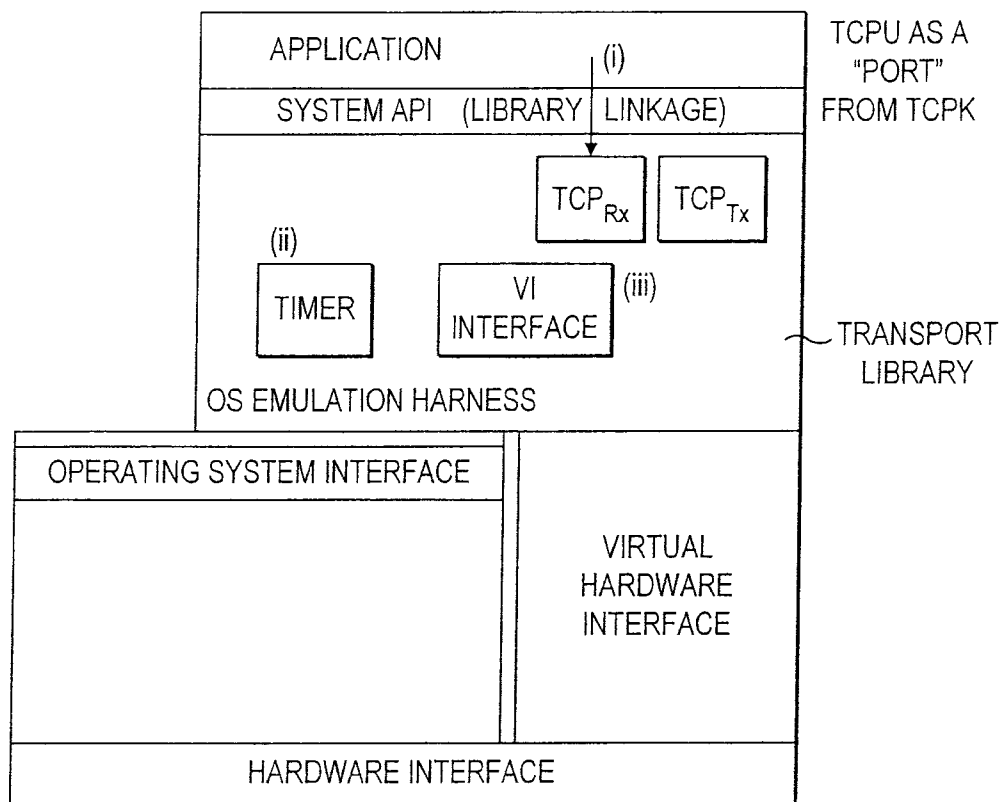 APPLICATION
(i)
TCPU AS A
"PORT"
FROM TCPK
SYSTEM API (LIBRARY LINKAGE)
TCPRx
TCPTx
(ii)
TIMER
VI
INTERFACE
(iii)
TRANSPORT
LIBRARY
OS EMULATION HARNESS
OPERATING SYSTEM INTERFACE
VIRTUAL
HARDWARE
INTERFACE
HARDWARE INTERFACE